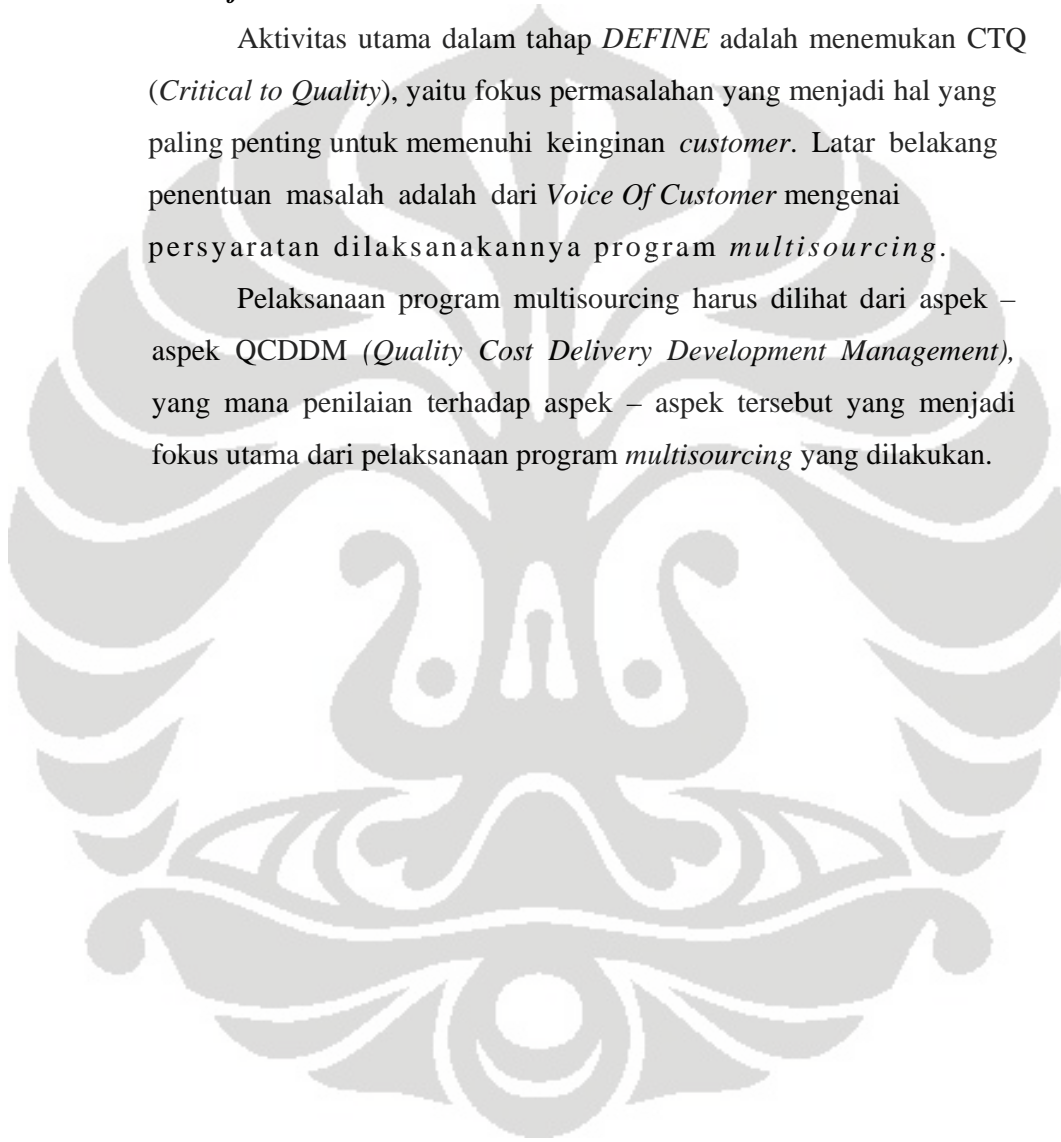 Aktivitas utama dalam tahap DEFINE adalah menemukan CTQ
(Critical to Quality), yaitu fokus permasalahan yang menjadi hal yang
paling penting untuk memenuhi keinginan customer. Latar belakang
penentuan masalah adalah dari Voice Of Customer mengenai
persyaratan dilaksanakannya program multisourcing.
Pelaksanaan program multisourcing harus dilihat dari aspek –
aspek QCDDM (Quality Cost Delivery Development Management),
yang mana penilaian terhadap aspek – aspek tersebut yang menjadi
fokus utama dari pelaksanaan program multisourcing yang dilakukan.